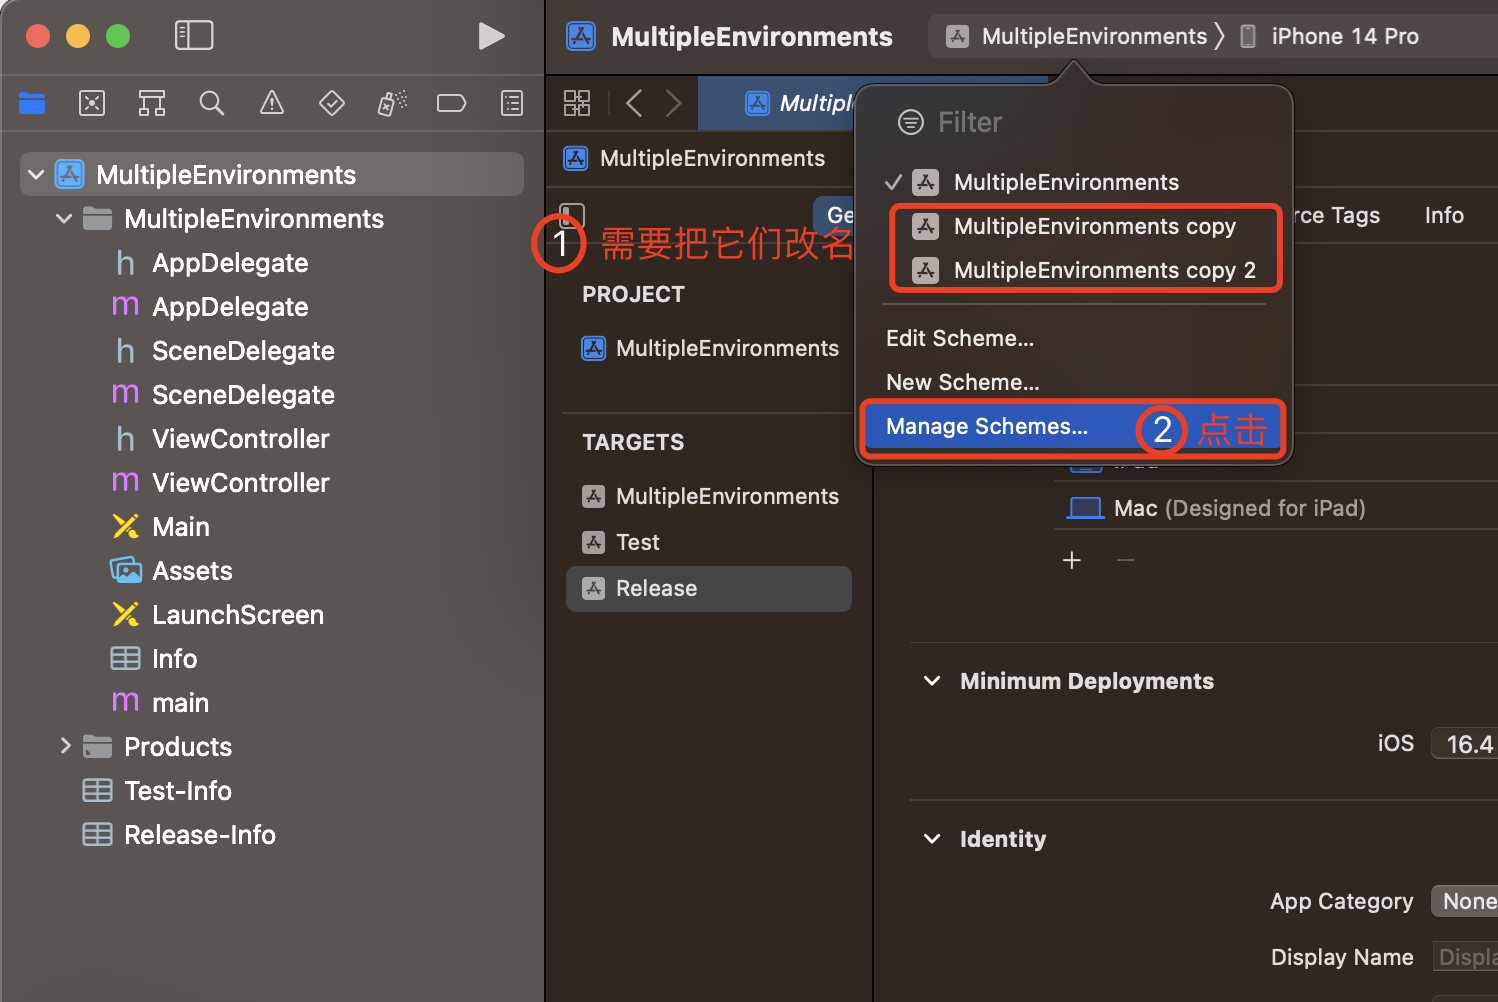 MultipleEnvironments
MultipleEnvironments
AppDelegate
AppDelegate
SceneDelegate
SceneDelegate
ViewController
ViewController
Main
Assets
LaunchScreen
Info
main
Products
Test-Info
Release-Info
MultipleEnvironments
MultipleEnvironments
iPhone 14 Pro
Multiple
MultipleEnvironments
Ge
rce Tags
Info
1 需要把它们改名
PROJECT
MultipleEnvironments
TARGETS
MultipleEnvironments
Test
Release
Filter
MultipleEnvironments
MultipleEnvironments copy
MultipleEnvironments copy 2
Edit Scheme...
New Scheme...
Manage Schemes...
2 点击
Mac (Designed for iPad)
Minimum Deployments
iOS
16.4
Identity
App Category
None
Display Name
Displa